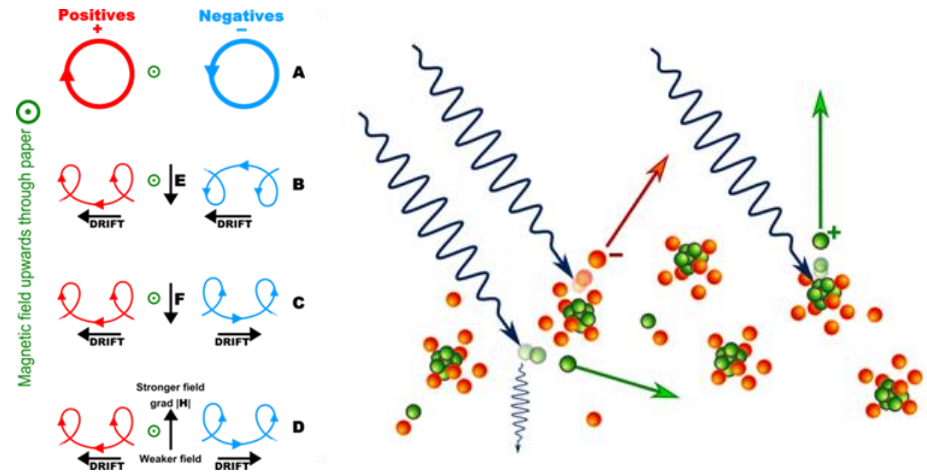 Positives
+
Negatives
−
A
Magnetic field upwards through paper
E
DRIFT
DRIFT
B
F
DRIFT
DRIFT
C
Stronger field
grad |H|
Weaker field
DRIFT
DRIFT
D
−
+